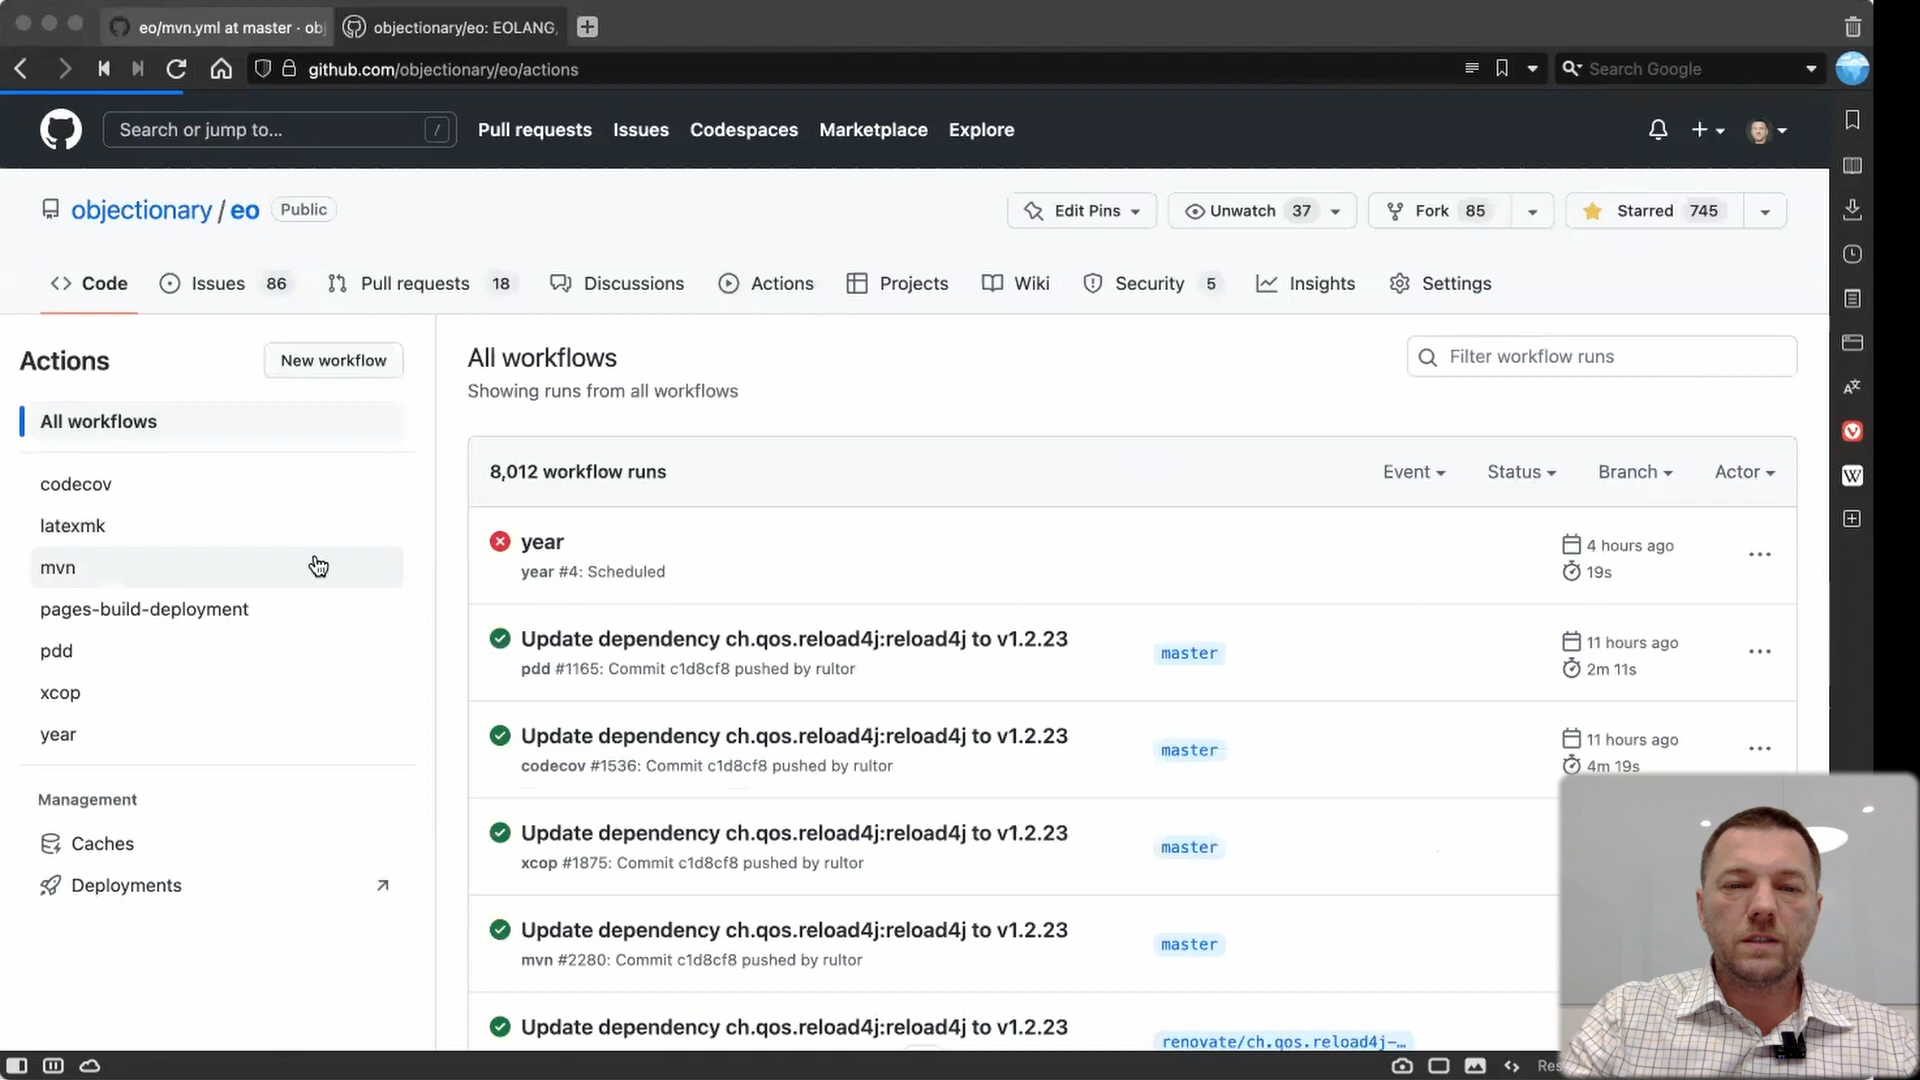 eo/mvn.yml at master · ob
objectionary/eo: EOLANG,
github.com/objectionary/eo/actions
Search Google
Search or jump to... /
Pull requests
Issues
Codespaces
Marketplace
Explore
objectionary / eo
Public
Edit Pins
Unwatch 37
Fork 85
Starred 745
Code
Issues 86
Pull requests 18
Discussions
Actions
Projects
Wiki
Security 5
Insights
Settings
Actions
New workflow
All workflows
codecov
latexmk
mvn
pages-build-deployment
pdd
xcop
year
Management
Caches
Deployments
All workflows
Showing runs from all workflows
Filter workflow runs
8,012 workflow runs
Event
Status
Branch
Actor
year
year #4: Scheduled
4 hours ago
19s
Update dependency ch.qos.reload4j:reload4j to v1.2.23
pdd #1165: Commit c1d8cf8 pushed by rultor
master
11 hours ago
2m 11s
Update dependency ch.qos.reload4j:reload4j to v1.2.23
codecov #1536: Commit c1d8cf8 pushed by rultor
master
11 hours ago
4m 19s
Update dependency ch.qos.reload4j:reload4j to v1.2.23
xcop #1875: Commit c1d8cf8 pushed by rultor
master
Update dependency ch.qos.reload4j:reload4j to v1.2.23
mvn #2280: Commit c1d8cf8 pushed by rultor
master
Update dependency ch.qos.reload4j:reload4j to v1.2.23
renovate/ch.qos.reload4j-…
W